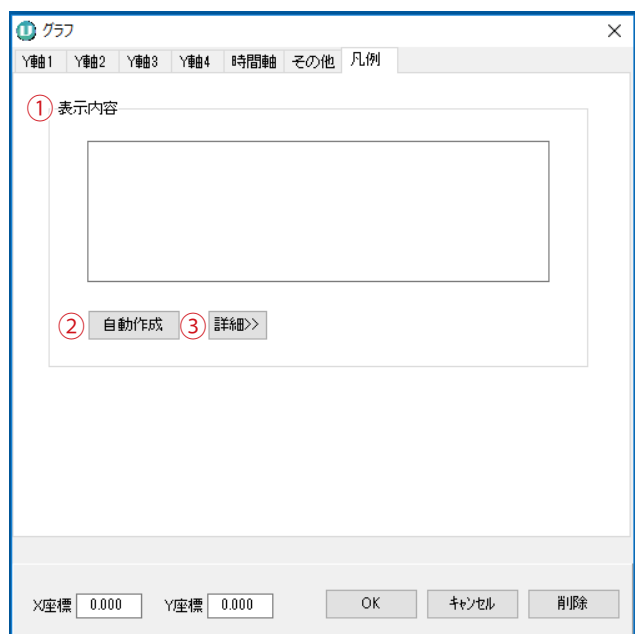 グラフ
Y軸1 Y軸2 Y軸3 Y軸4 時間軸 その他 凡例
① 表示内容
② 自動作成 ③ 詳細>>
X座標 0.000 Y座標 0.000 OK キャンセル 削除